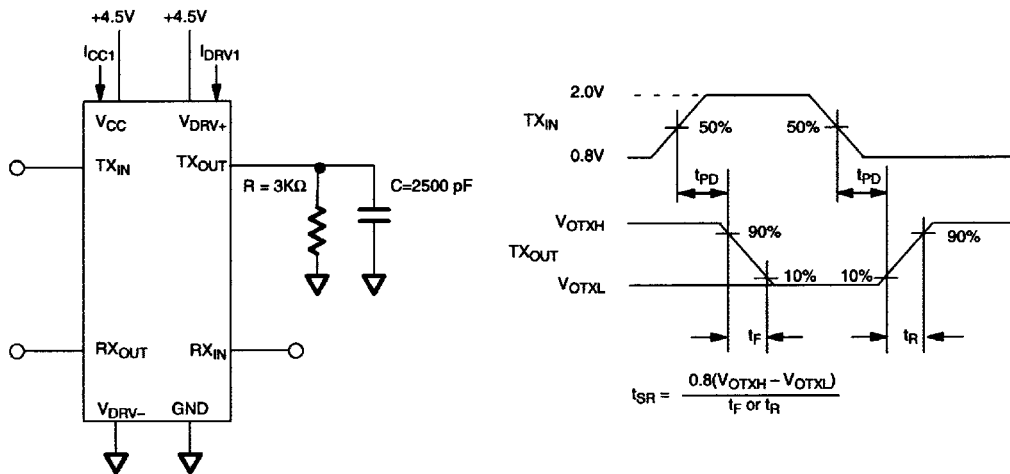 +4.5V +4.5V
ICC1 IDRV1
VCC VDRV+
TXIN TXOUT
R = 3KΩ C=2500 pF
RXOUT RXIN
VDRV– GND
2.0V
TXIN 50% 50%
0.8V
tPD tPD
VOTXH 90% 90%
TXOUT
VOTXL 10% 10%
tF tR
tSR = 0.8(VOTXH – VOTXL)
tF or tR